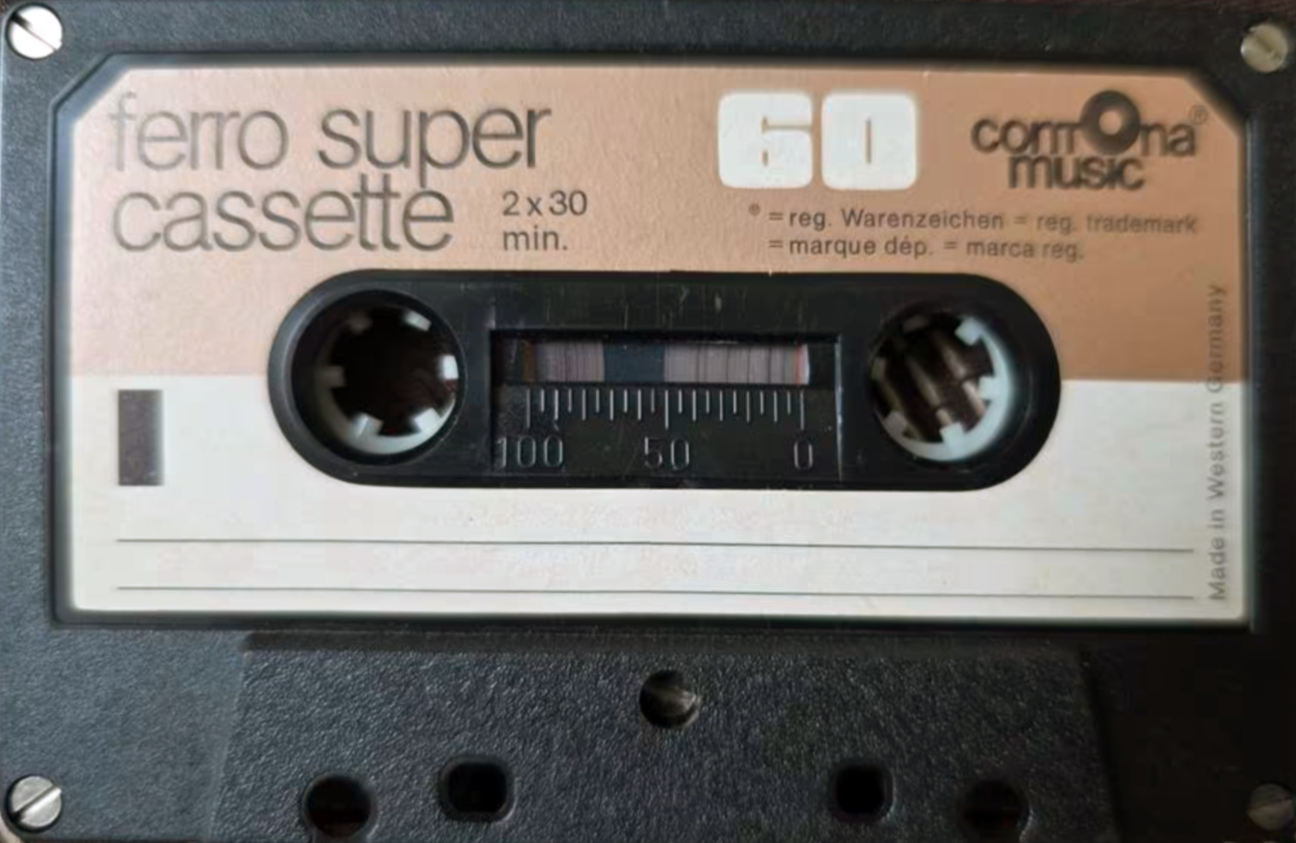 ferro super
cassette
2 x 30
min.
60
corona
music
®
® = reg. Warenzeichen = reg. trademark
= marque dép. = marca reg.
100 50 0
Made in Western Germany